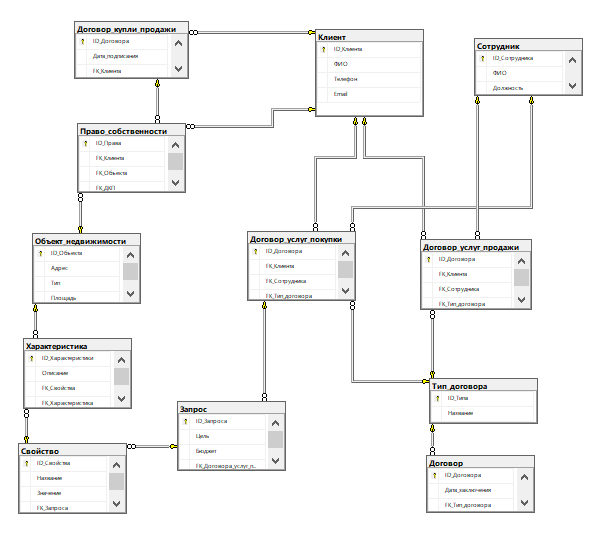 Договор_купли_продажи
ID_Договора
Дата_подписания
FK_Клиента
Клиент
ID_Клиента
ФИО
Телефон
Email
Сотрудник
ID_Сотрудника
ФИО
Должность
Право_собственности
ID_Права
FK_Клиента
FK_Объекта
FK_ДКП
Объект_недвижимости
ID_Объекта
Адрес
Тип
Площадь
Договор_услуг_покупки
ID_Договора
FK_Клиента
FK_Сотрудника
FK_Тип_договора
Договор_услуг_продажи
ID_Договора
FK_Клиента
FK_Сотрудника
FK_Тип_договора
Характеристика
ID_Характеристики
Описание
FK_Свойства
FK_Характеристика
Тип_договора
ID_Типа
Название
Запрос
ID_Запроса
Цель
Бюджет
FK_Договора_услуг_п...
Свойство
ID_Свойства
Название
Значение
FK_Запроса
Договор
ID_Договора
Дата_заключения
FK_Тип_договора